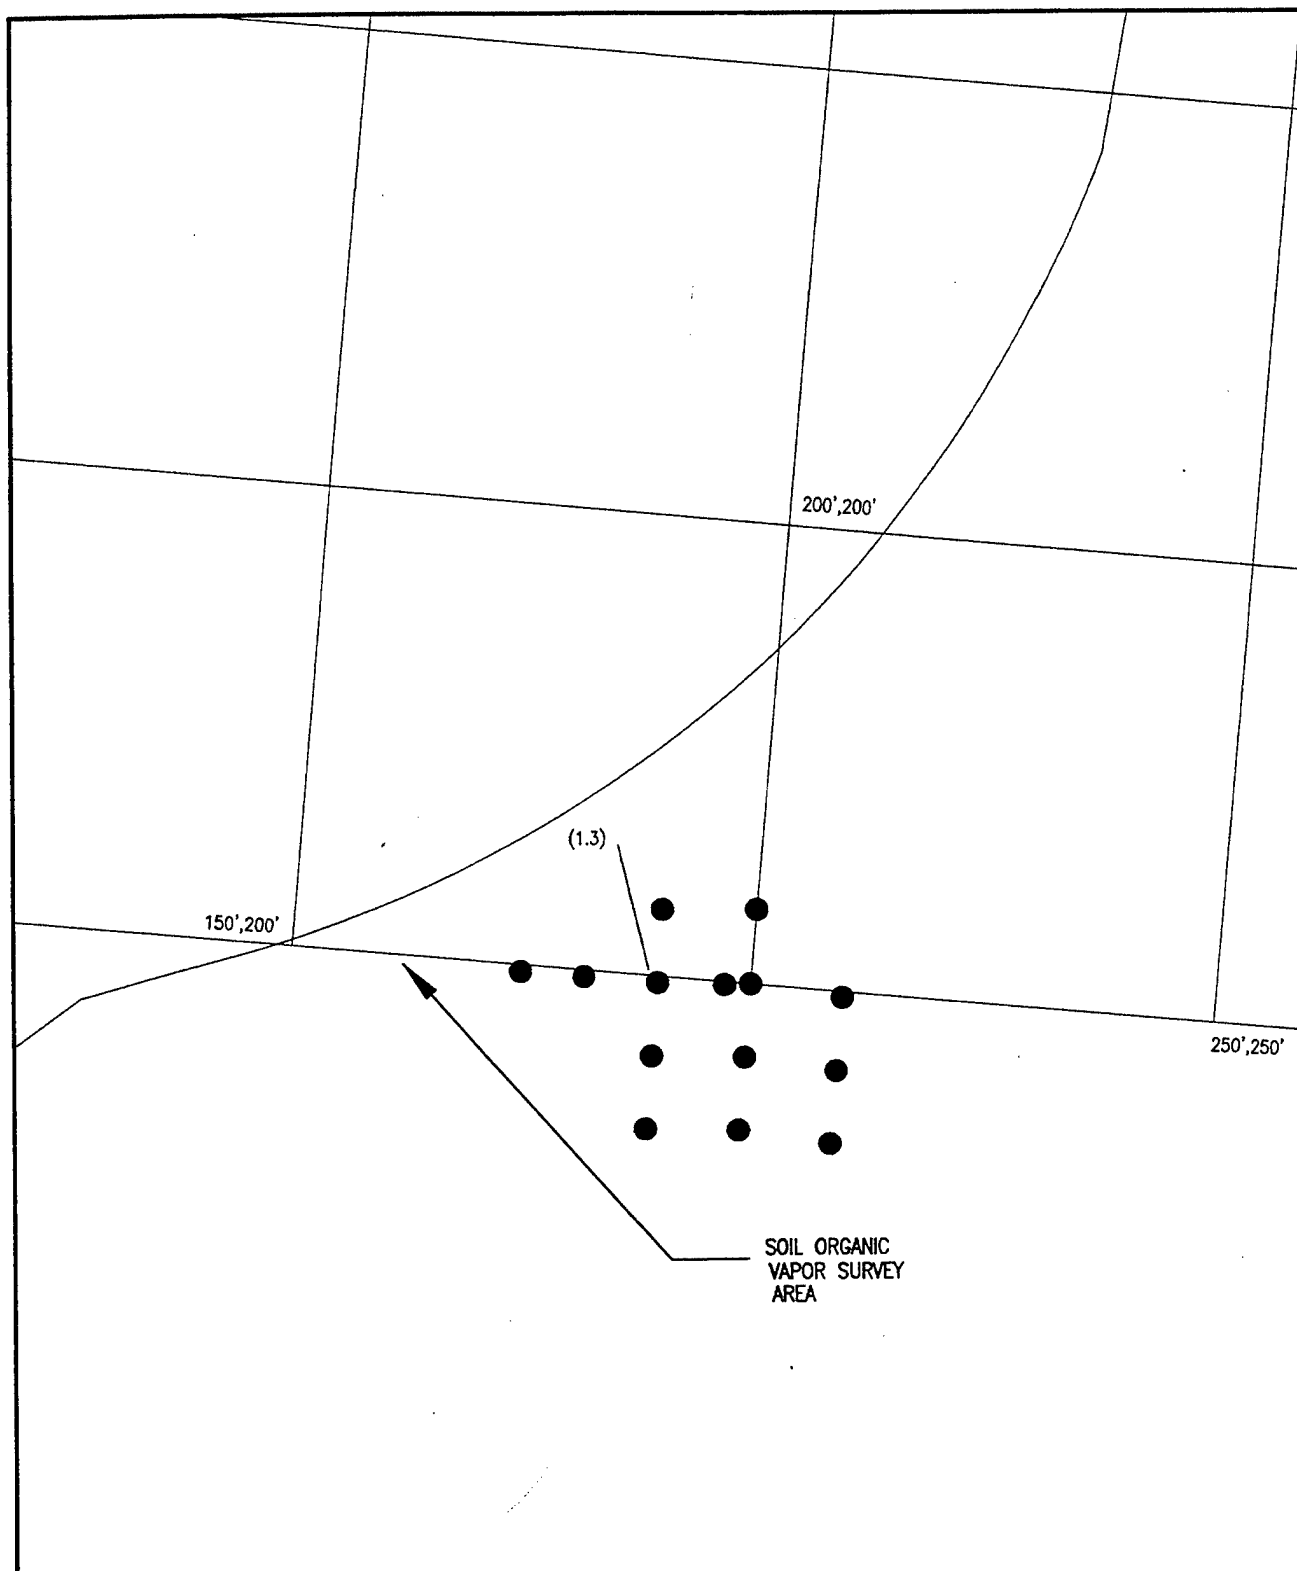 200',200'
(1.3)
150',200'
250',250'
SOIL ORGANIC
VAPOR SURVEY
AREA